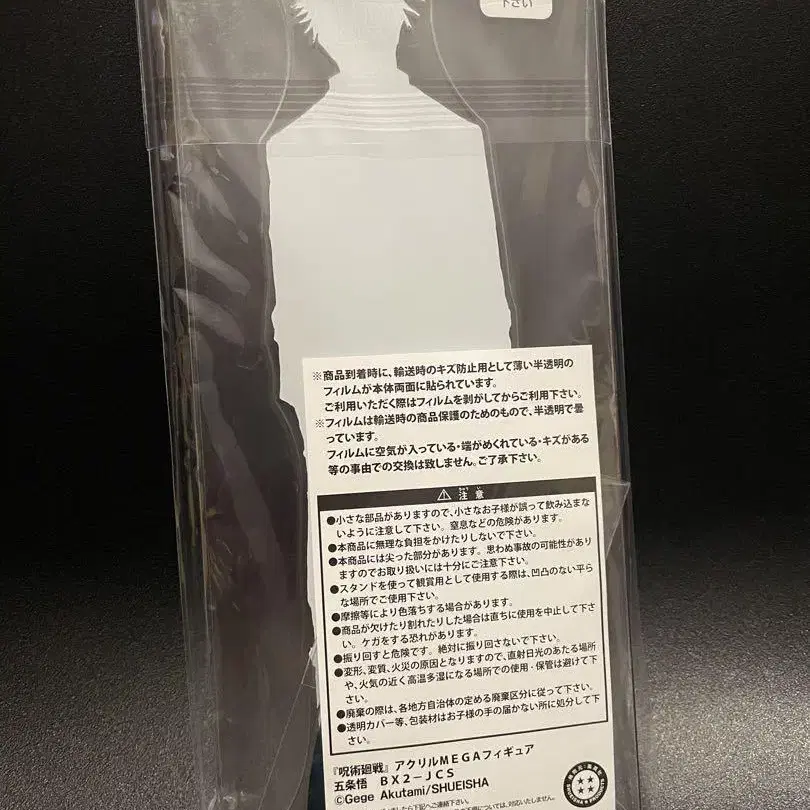 下さい
※商品到着時に、輸送時のキズ防止用として薄い半透明の
フィルムが本体両面に貼られています。
ご利用いただく際はフィルムを剥がしてからご利用下さい。
※フィルムは輸送時の商品保護のためのもので、半透明で曇
っています。
フィルムに空気が入っている・端がめくれている・キズがある
等の事由での交換は致しません。ご了承下さい。
⚠ 注意
●小さな部品がありますので、小さなお子様が誤って飲み込まな
いように注意して下さい。窒息などの危険があります。
●本商品に無理な負担をかけたりしないで下さい。
●本商品には尖った部分があります。思わぬ事故の可能性があり
ますのでお取り扱いには十分にご注意下さい。
●スタンドを使って観賞用として使用する際は、凹凸のない平ら
な場所でご使用下さい。
●摩擦等により色落ちする場合があります。
●商品が欠けたり割れたりした場合は直ちに使用を中止して下さ
い。ケガをする恐れがあります。
●振り回すと危険です。絶対に振り回さないで下さい。
●変形、変質、火災の原因となりますので、直射日光のあたる場所
や、火気の近く高温多湿になる場所での使用・保管は避けて下
さい。
●廃棄の際は、各地方自治体の定める廃棄区分に従って下さい。
●透明カバー等、包装材はお子様の手の届かない所に処分して下
さい。
『呪術廻戦』アクリルMEGAフィギュア
五条悟 BX2-JCS
©Gege Akutami/SHUEISHA
したら下記へご連絡下さい。
対応いたしません。